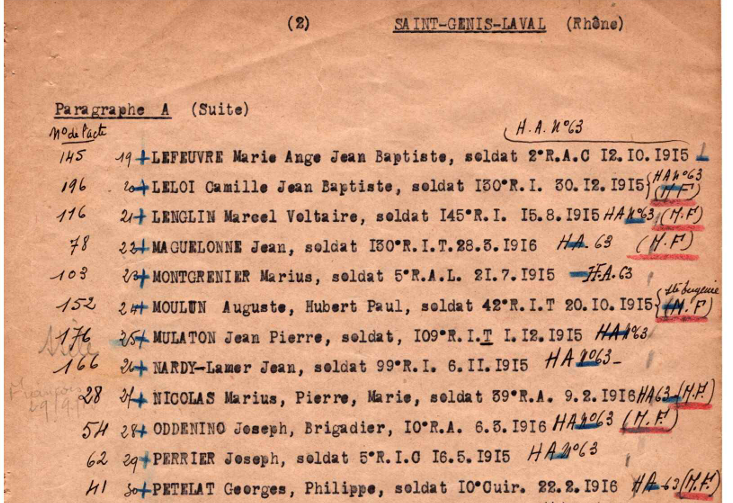 (2) SAINT-GENIS-LAVAL (Rhône)
Paragraphe A (Suite)
H.A. N°63
N° de l'acte
145 19+LEFEUVRE Marie Ange Jean Baptiste, soldat 2°R.A.C I2.I0.I9I5
196 20+LELOI Camille Jean Baptiste, soldat I30°R.I. 30.I2.I9I5 HA N°63 (M.F)
116 21+LENGLIN Marcel Voltaire, soldat I45°R.I. I5.8.I9I5 HA N°63 (M.F)
78 22+MAGUELONNE Jean, soldat I30°R.I.T.28.3.I9I6 HA 63 (M.F)
103 23+MONTGRENIER Marius, soldat 5°R.A.L. 2I.7.I9I5 H.A.63
152 24+MOULUN Auguste, Hubert Paul, soldat 42°R.I.T 20.I0.I9I5 Ste Eugenie (M.F)
176 25+MULATON Jean Pierre, soldat, I09°R.I.T I.I2.I9I5 HA N°63
166 26+NARDY-Lamer Jean, soldat 99°R.I. 6.II.I9I5 HA N°63
28 27+NICOLAS Marius, Pierre, Marie, soldat 39°R.A. 9.2.I9I6 HA 63 (M.F.)
54 28+ODDENINO Joseph, Brigadier, I0°R.A. 6.3.I9I6 HA N°63 (M.F.)
62 29+PERRIER Joseph, soldat 5°R.I.C I6.5.I9I5 HA N°63
41 30+PETELAT Georges, Philippe, soldat I0°Cuir. 22.2.I9I6 HA 63 (M.F.)